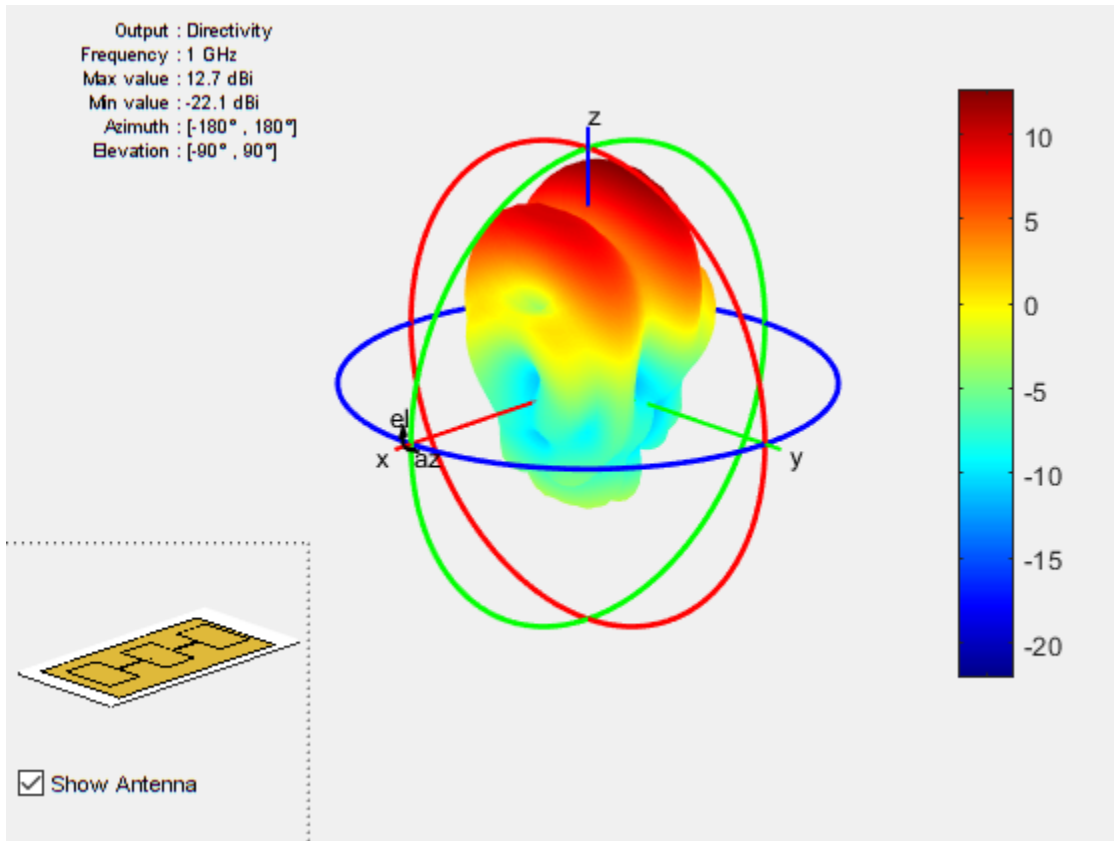 Output : Directivity
Frequency : 1 GHz
Max value : 12.7 dBi
Min value : -22.1 dBi
Azimuth : [-180° , 180°]
Elevation : [-90° , 90°]
z
10
5
0
-5
-10
-15
-20
el
x
az
y
Show Antenna